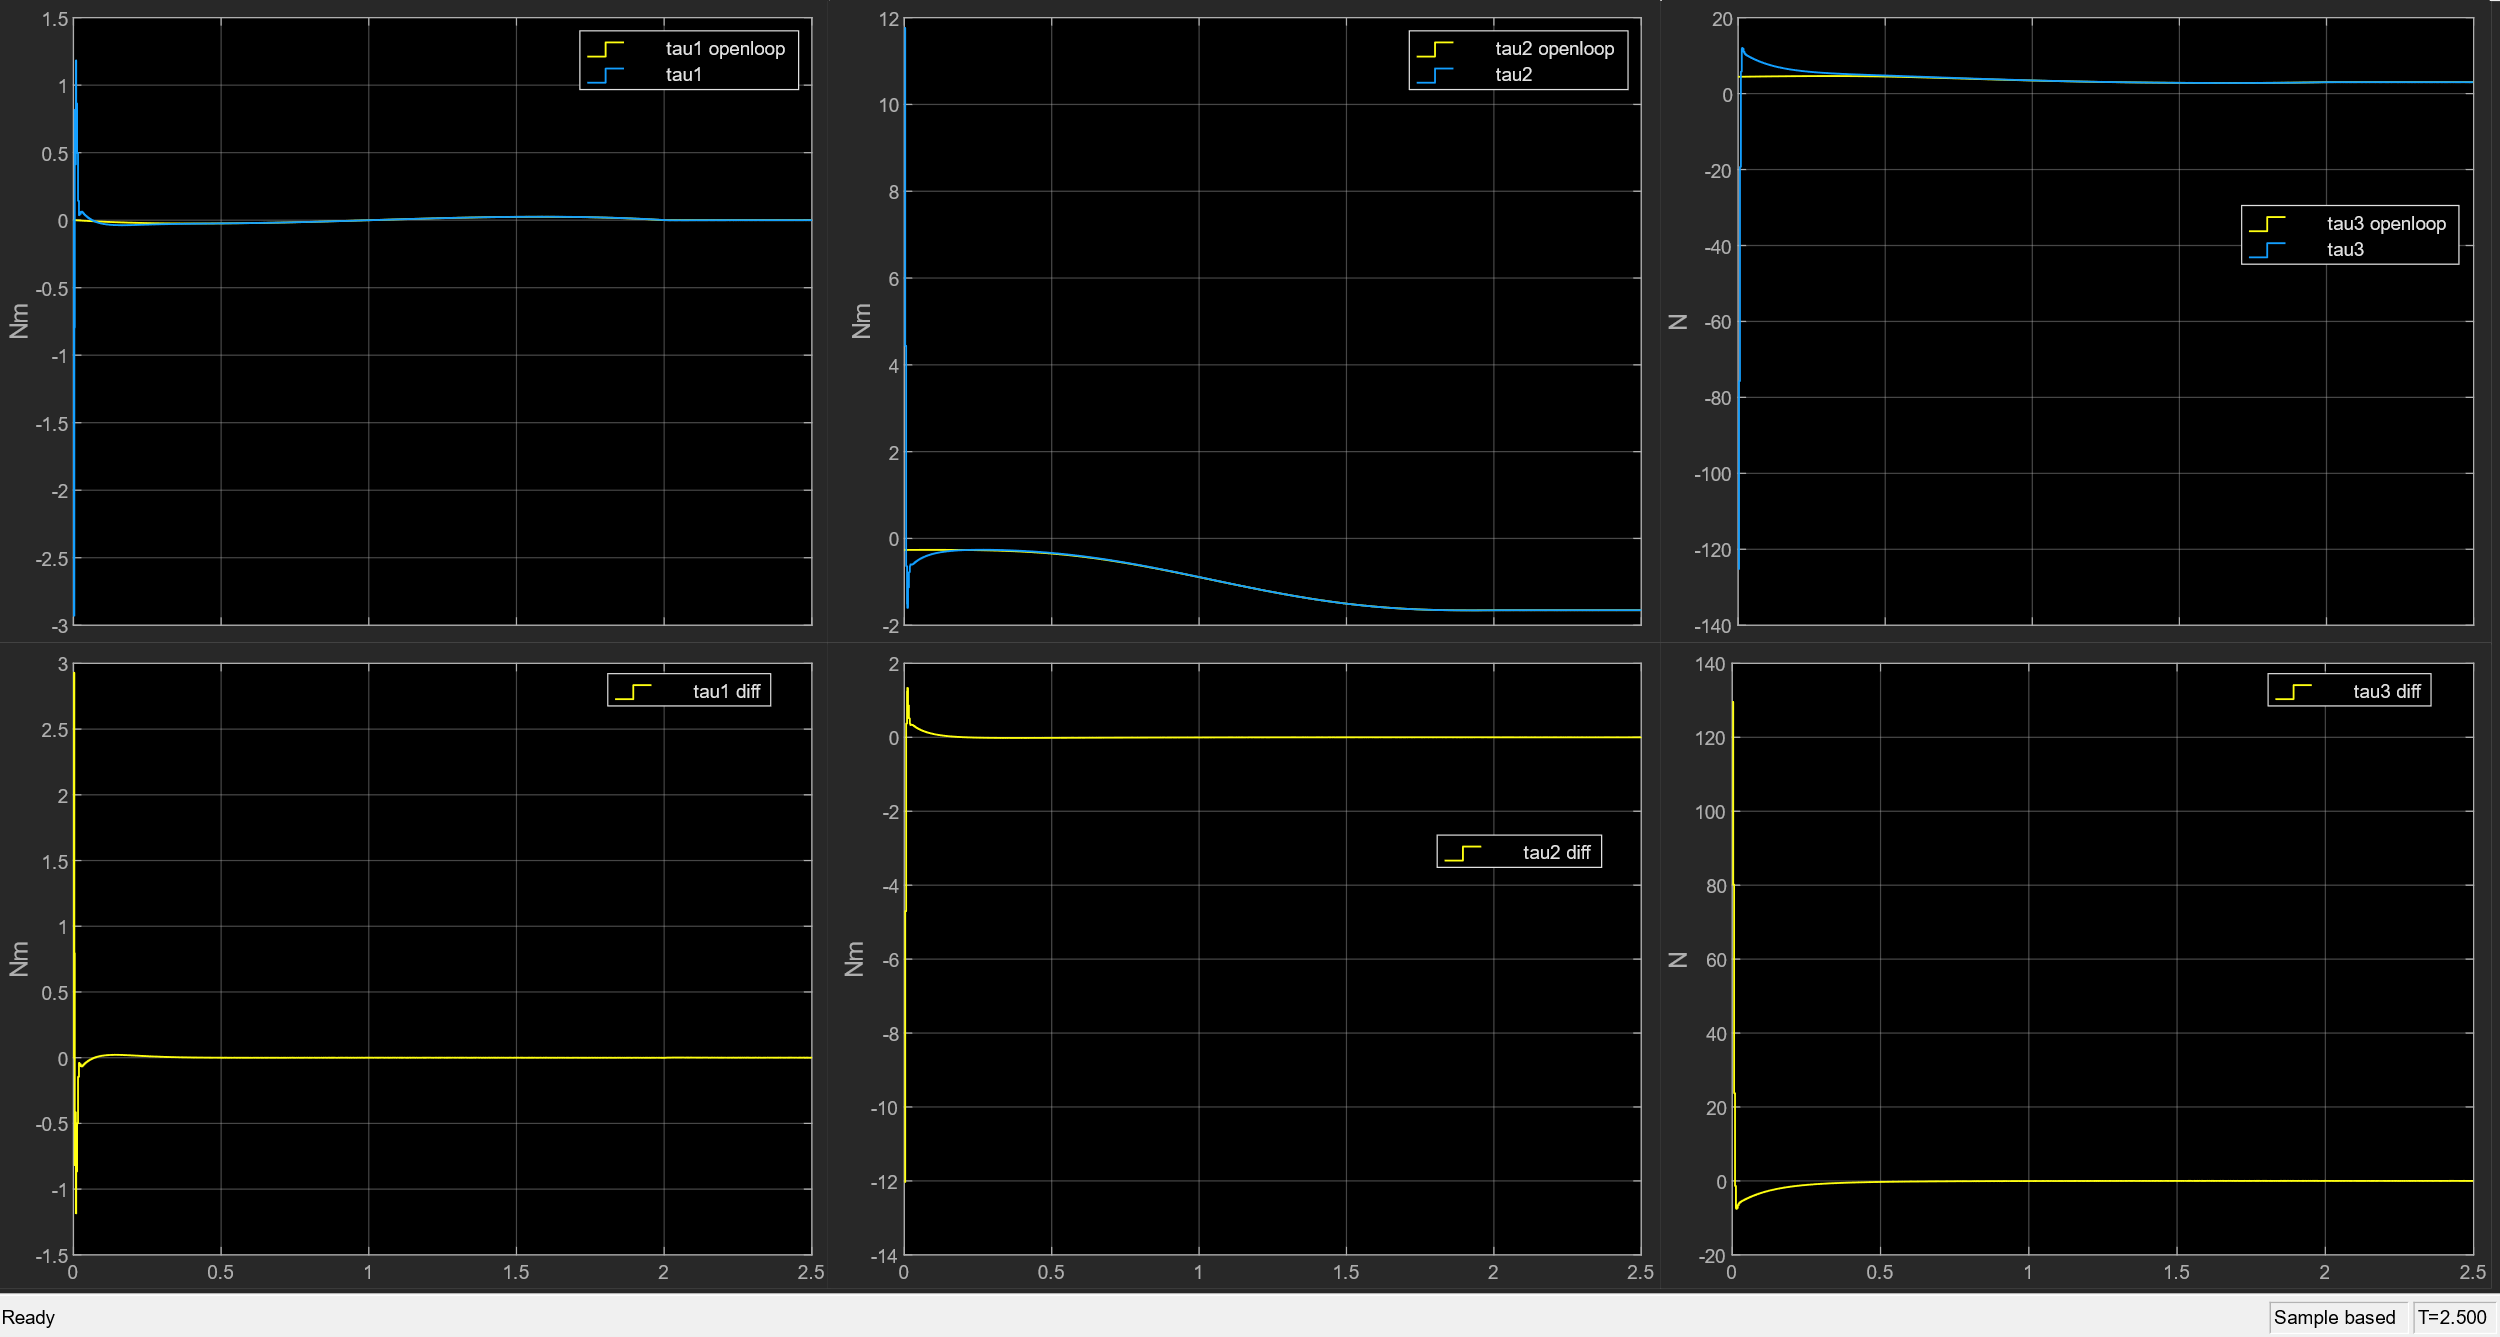 1.5
1
0.5
0
-0.5
-1
-1.5
-2
-2.5
-3
Nm
tau1 openloop
tau1
12
10
8
6
4
2
0
-2
Nm
tau2 openloop
tau2
20
0
-20
-40
-60
-80
-100
-120
-140
N
tau3 openloop
tau3
3
2.5
2
1.5
1
0.5
0
-0.5
-1
-1.5
Nm
tau1 diff
0 0.5 1 1.5 2 2.5
2
0
-2
-4
-6
-8
-10
-12
-14
Nm
tau2 diff
0 0.5 1 1.5 2 2.5
140
120
100
80
60
40
20
0
-20
N
tau3 diff
0 0.5 1 1.5 2 2.5
Ready
Sample based
T=2.500